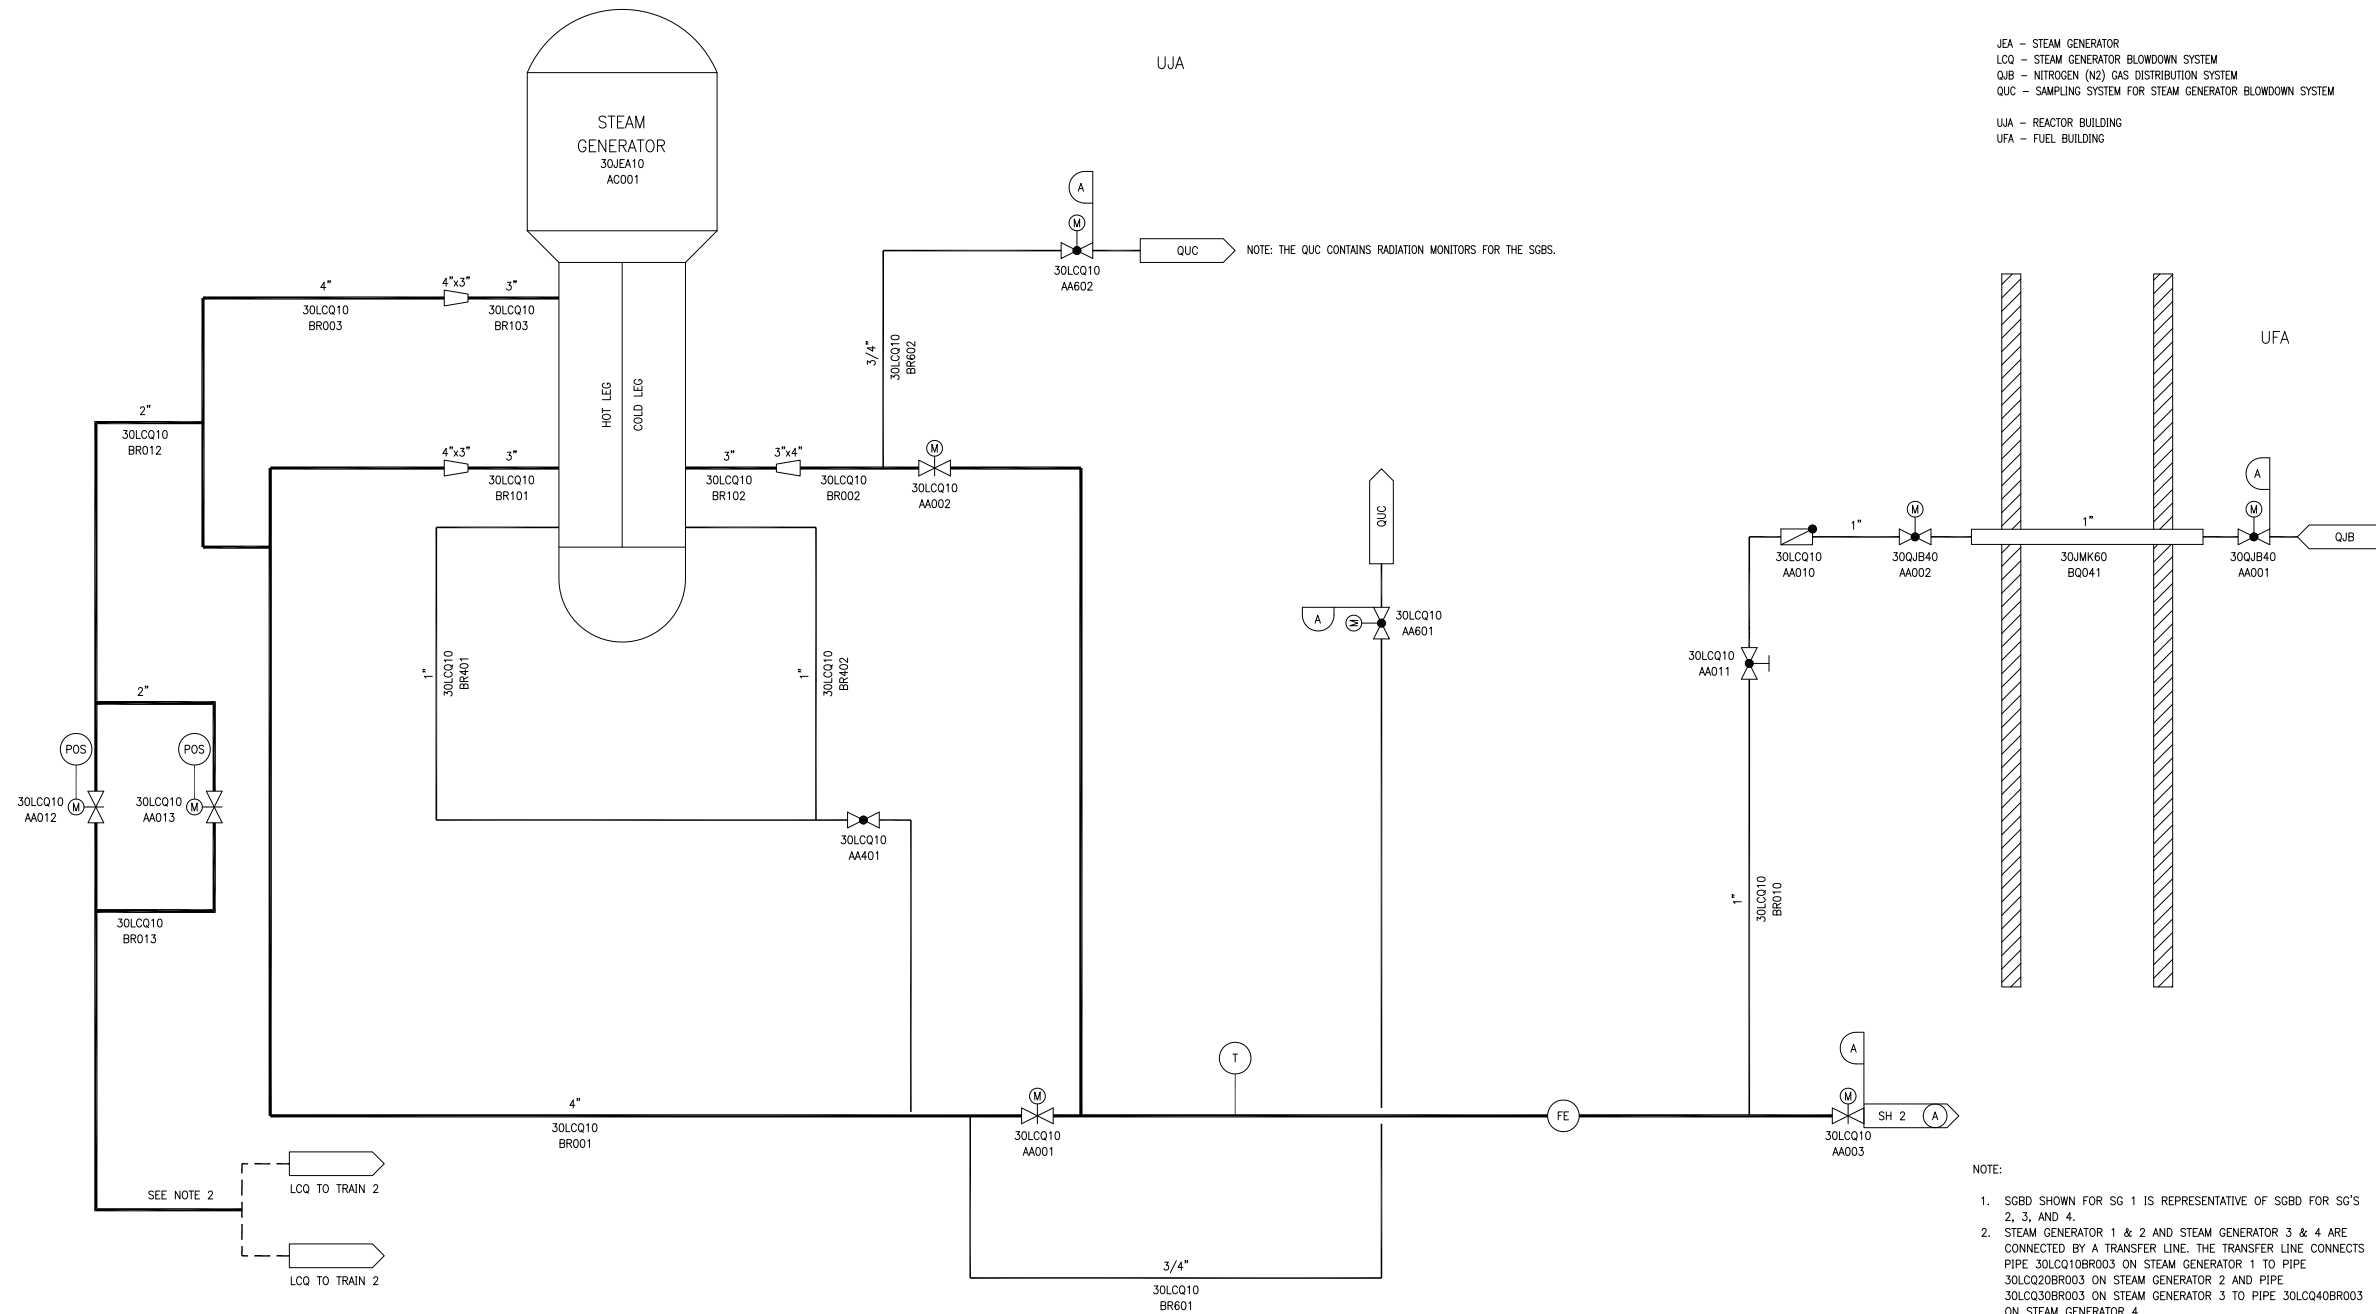 JEA – STEAM GENERATOR
LCQ – STEAM GENERATOR BLOWDOWN SYSTEM
QJB – NITROGEN (N2) GAS DISTRIBUTION SYSTEM
QUC – SAMPLING SYSTEM FOR STEAM GENERATOR BLOWDOWN SYSTEM
UJA – REACTOR BUILDING
UFA – FUEL BUILDING
UJA
STEAM
GENERATOR
30JEA10
AC001
A
M
30LCQ10
AA602
QUC
NOTE: THE QUC CONTAINS RADIATION MONITORS FOR THE SGBS.
4"
30LCQ10
BR003
4"x3"
3"
30LCQ10
BR103
3/4"
30LCQ10
BR602
UFA
HOT LEG
COLD LEG
2"
30LCQ10
BR012
4"x3"
3"
30LCQ10
BR101
3"
30LCQ10
BR102
3"x4"
30LCQ10
BR002
M
30LCQ10
AA002
QUC
A
M
30LCQ10
AA601
30LCQ10
AA010
1"
M
30QJB40
AA002
1"
30JMK60
BQ041
A
M
30QJB40
AA001
QJB
30LCQ10
AA011
1"
30LCQ10
BR401
1"
30LCQ10
BR402
2"
POS
POS
30LCQ10
AA012
M
30LCQ10
AA013
M
30LCQ10
AA401
30LCQ10
BR013
1"
30LCQ10
BR010
T
A
4"
30LCQ10
BR001
M
30LCQ10
AA001
FE
M
30LCQ10
AA003
SH 2
A
SEE NOTE 2
LCQ TO TRAIN 2
LCQ TO TRAIN 2
3/4"
30LCQ10
BR601
NOTE:
1. SGBD SHOWN FOR SG 1 IS REPRESENTATIVE OF SGBD FOR SG'S
2, 3, AND 4.
2. STEAM GENERATOR 1 & 2 AND STEAM GENERATOR 3 & 4 ARE
CONNECTED BY A TRANSFER LINE. THE TRANSFER LINE CONNECTS
PIPE 30LCQ10BR003 ON STEAM GENERATOR 1 TO PIPE
30LCQ20BR003 ON STEAM GENERATOR 2 AND PIPE
30LCQ30BR003 ON STEAM GENERATOR 3 TO PIPE 30LCQ40BR003
ON STEAM GENERATOR 4